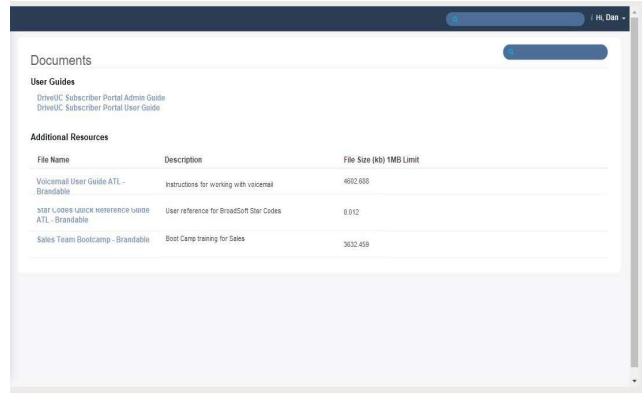 Hi, Dan
Documents
User Guides
DriveUC Subscriber Portal Admin Guide
DriveUC Subscriber Portal User Guide
Additional Resources
File Name Description File Size (kb) 1MB Limit
Voicemail User Guide ATL - Brandable Instructions for working with voicemail 4602.688
Star Codes Quick Reference Guide ATL - Brandable User reference for BroadSoft Star Codes 0.012
Sales Team Bootcamp - Brandable Boot Camp training for Sales 3632.459